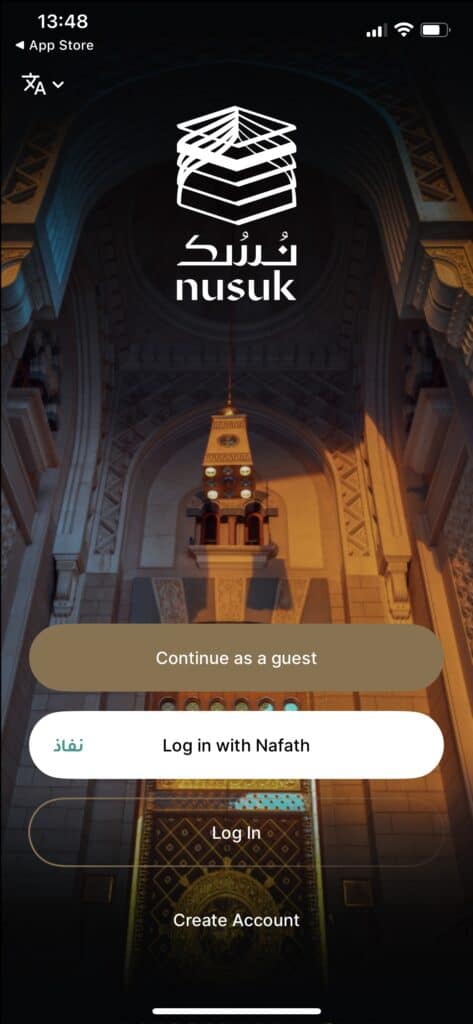 13:48
◀ App Store
نُسُك
nusuk
Continue as a guest
نفاذ
Log in with Nafath
Log In
Create Account